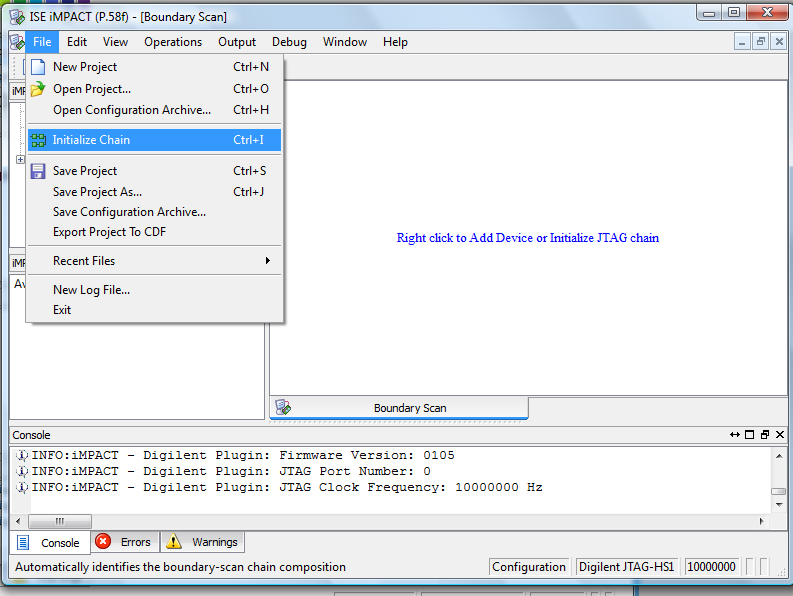 ISE iMPACT (P.58f) - [Boundary Scan]
File Edit View Operations Output Debug Window Help
New Project Ctrl+N
Open Project... Ctrl+O
Open Configuration Archive... Ctrl+H
Initialize Chain Ctrl+I
Save Project Ctrl+S
Save Project As... Ctrl+J
Save Configuration Archive...
Export Project To CDF
Recent Files
New Log File...
Exit
Right click to Add Device or Initialize JTAG chain
Boundary Scan
Console
INFO:iMPACT - Digilent Plugin: Firmware Version: 0105
INFO:iMPACT - Digilent Plugin: JTAG Port Number: 0
INFO:iMPACT - Digilent Plugin: JTAG Clock Frequency: 10000000 Hz
Console Errors Warnings
Automatically identifies the boundary-scan chain composition Configuration Digilent JTAG-HS1 10000000